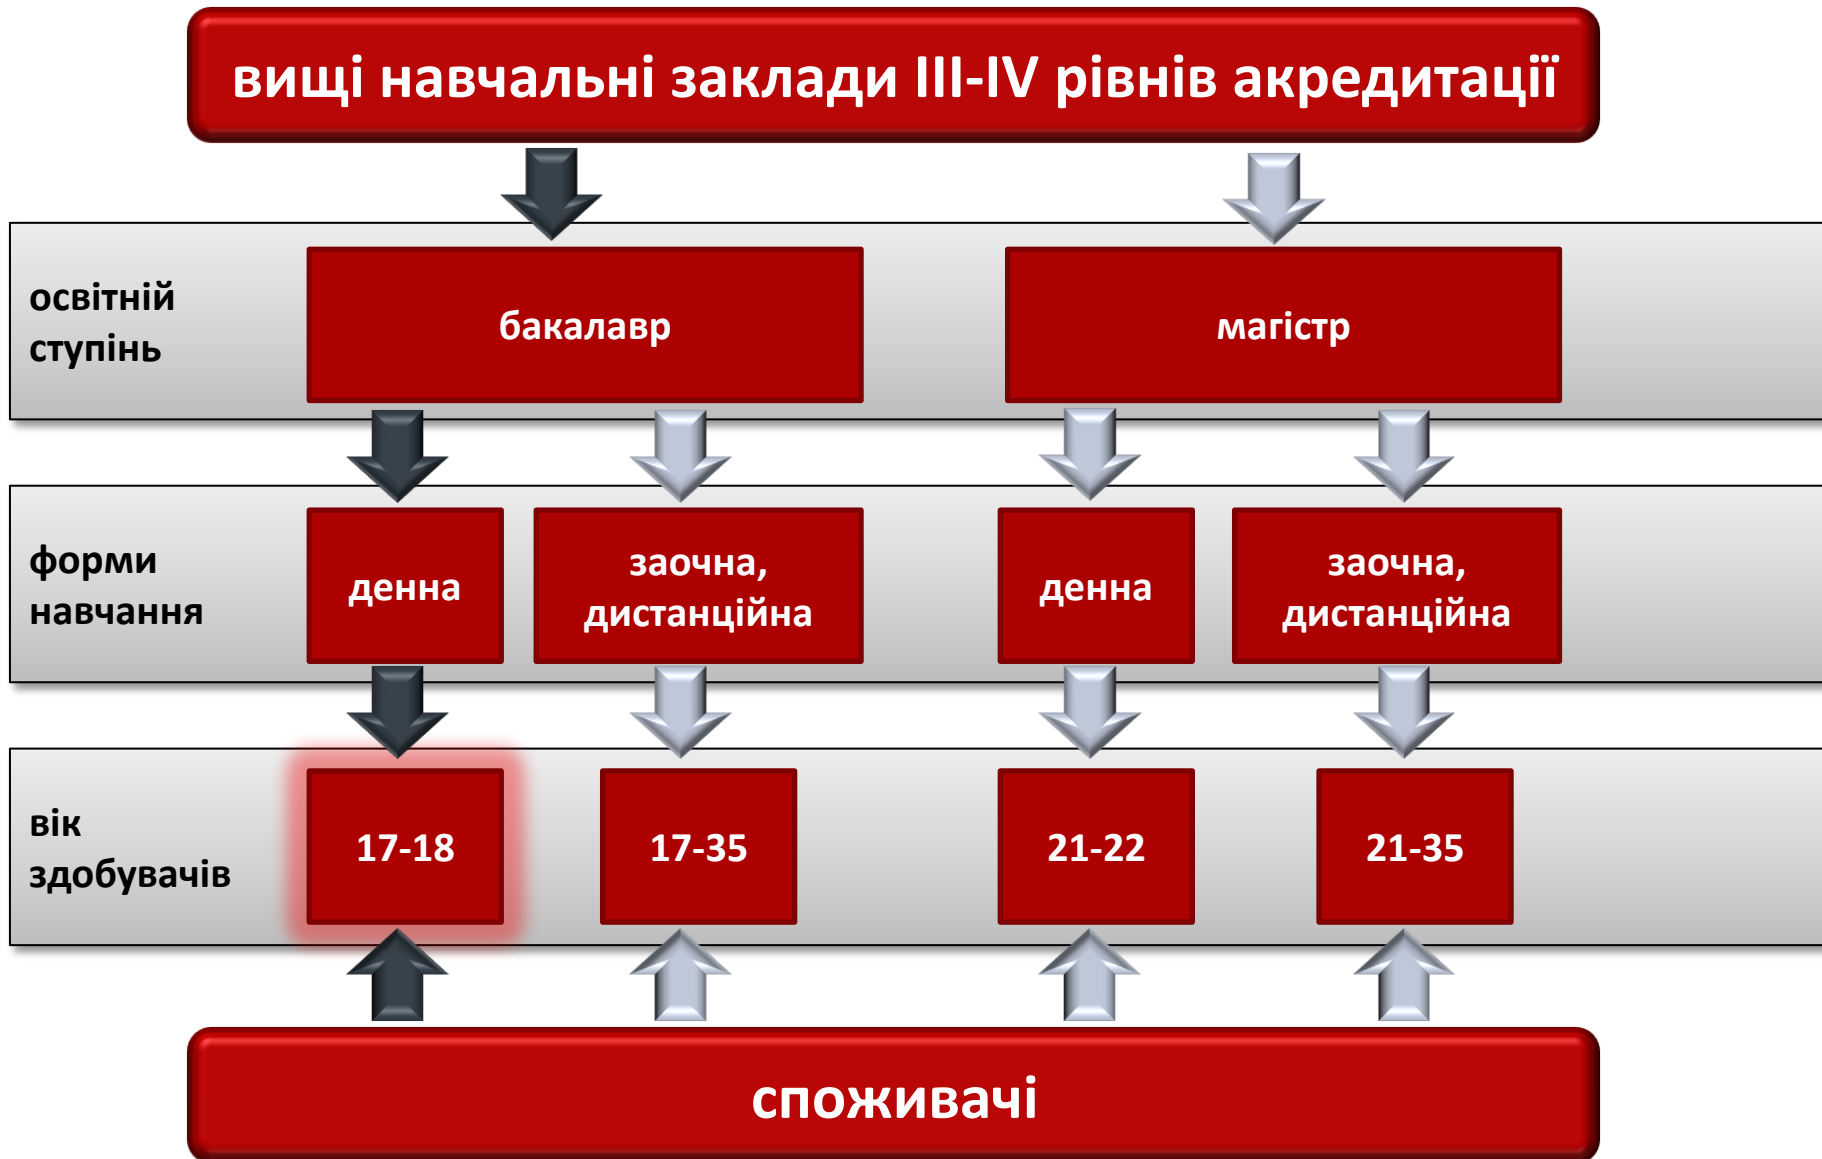 вищі навчальні заклади III-IV рівнів акредитації
освітній
ступінь
бакалавр
магістр
форми
навчання
денна
заочна,
дистанційна
денна
заочна,
дистанційна
вік
здобувачів
17-18
17-35
21-22
21-35
споживачі